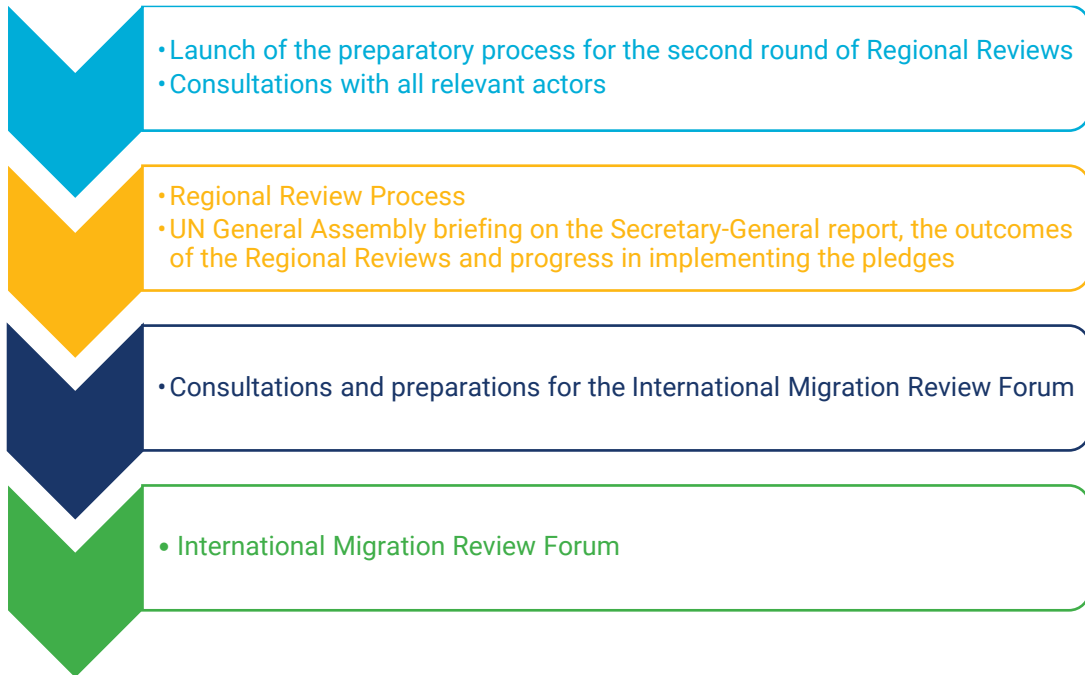 • Launch of the preparatory process for the second round of Regional Reviews
• Consultations with all relevant actors
• Regional Review Process
• UN General Assembly briefing on the Secretary-General report, the outcomes
of the Regional Reviews and progress in implementing the pledges
• Consultations and preparations for the International Migration Review Forum
• International Migration Review Forum